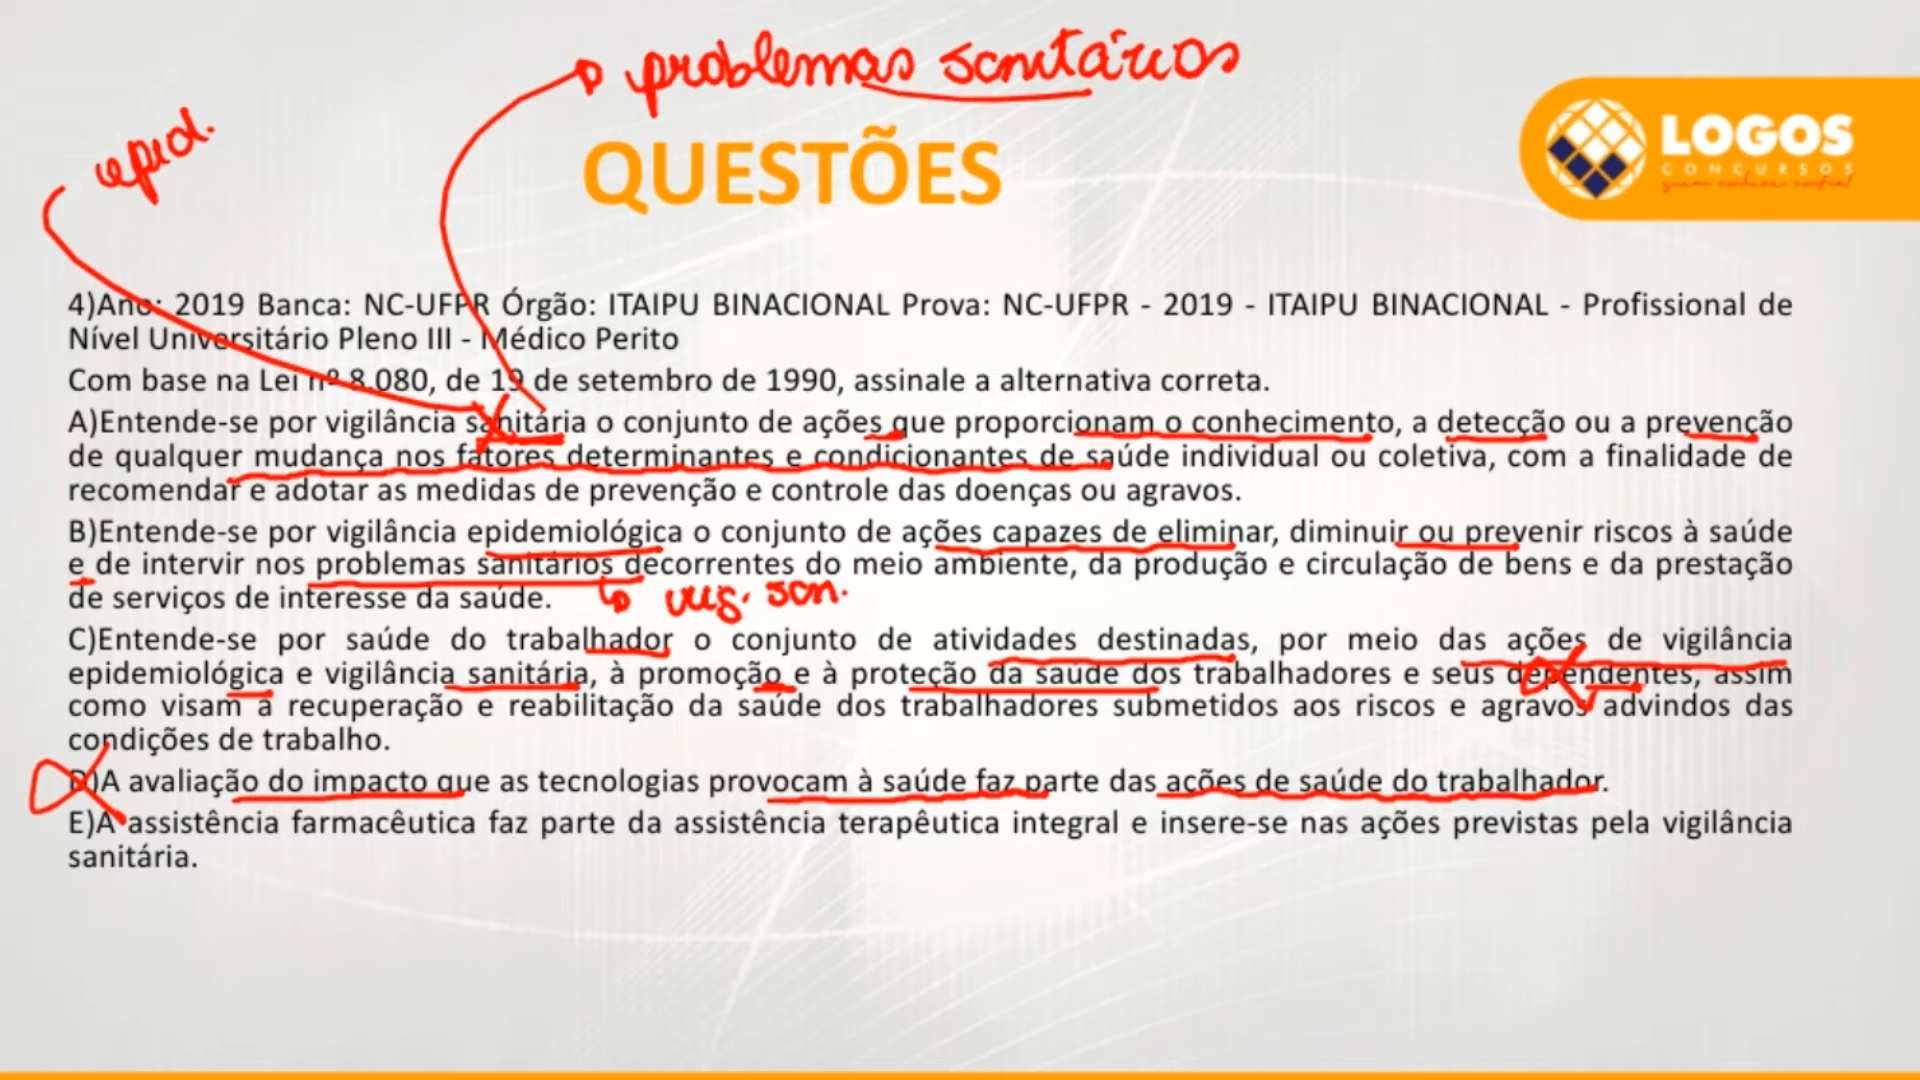 problemas sanitários
epid.
QUESTÕES
LOGOS
CONCURSOS
4)Ano: 2019 Banca: NC-UFPR Órgão: ITAIPU BINACIONAL Prova: NC-UFPR - 2019 - ITAIPU BINACIONAL - Profissional de
Nível Universitário Pleno III - Médico Perito
Com base na Lei nº 8.080, de 19 de setembro de 1990, assinale a alternativa correta.
A)Entende-se por vigilância sanitária o conjunto de ações que proporcionam o conhecimento, a detecção ou a prevenção
de qualquer mudança nos fatores determinantes e condicionantes de saúde individual ou coletiva, com a finalidade de
recomendar e adotar as medidas de prevenção e controle das doenças ou agravos.
B)Entende-se por vigilância epidemiológica o conjunto de ações capazes de eliminar, diminuir ou prevenir riscos à saúde
e de intervir nos problemas sanitários decorrentes do meio ambiente, da produção e circulação de bens e da prestação
de serviços de interesse da saúde.
vig. san.
C)Entende-se por saúde do trabalhador o conjunto de atividades destinadas, por meio das ações de vigilância
epidemiológica e vigilância sanitária, à promoção e à proteção da saúde dos trabalhadores e seus dependentes, assim
como visam à recuperação e reabilitação da saúde dos trabalhadores submetidos aos riscos e agravos advindos das
condições de trabalho.
D)A avaliação do impacto que as tecnologias provocam à saúde faz parte das ações de saúde do trabalhador.
E)A assistência farmacêutica faz parte da assistência terapêutica integral e insere-se nas ações previstas pela vigilância
sanitária.